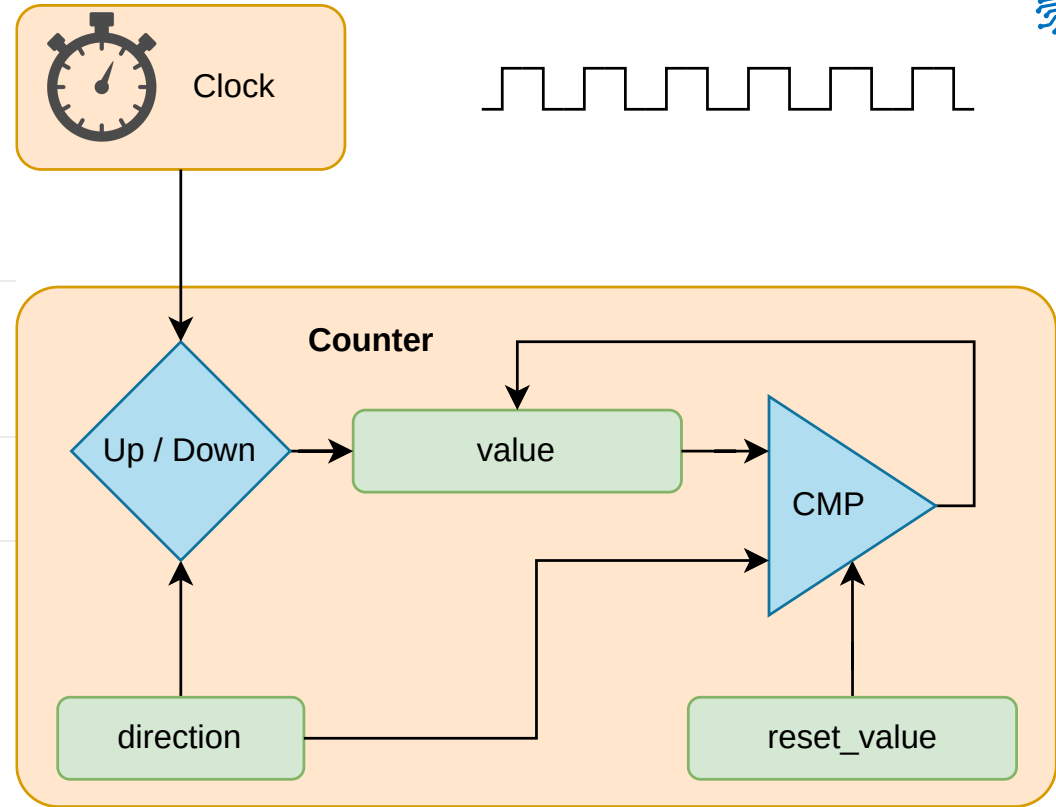 Clock
Counter
Up / Down
value
CMP
direction
reset_value